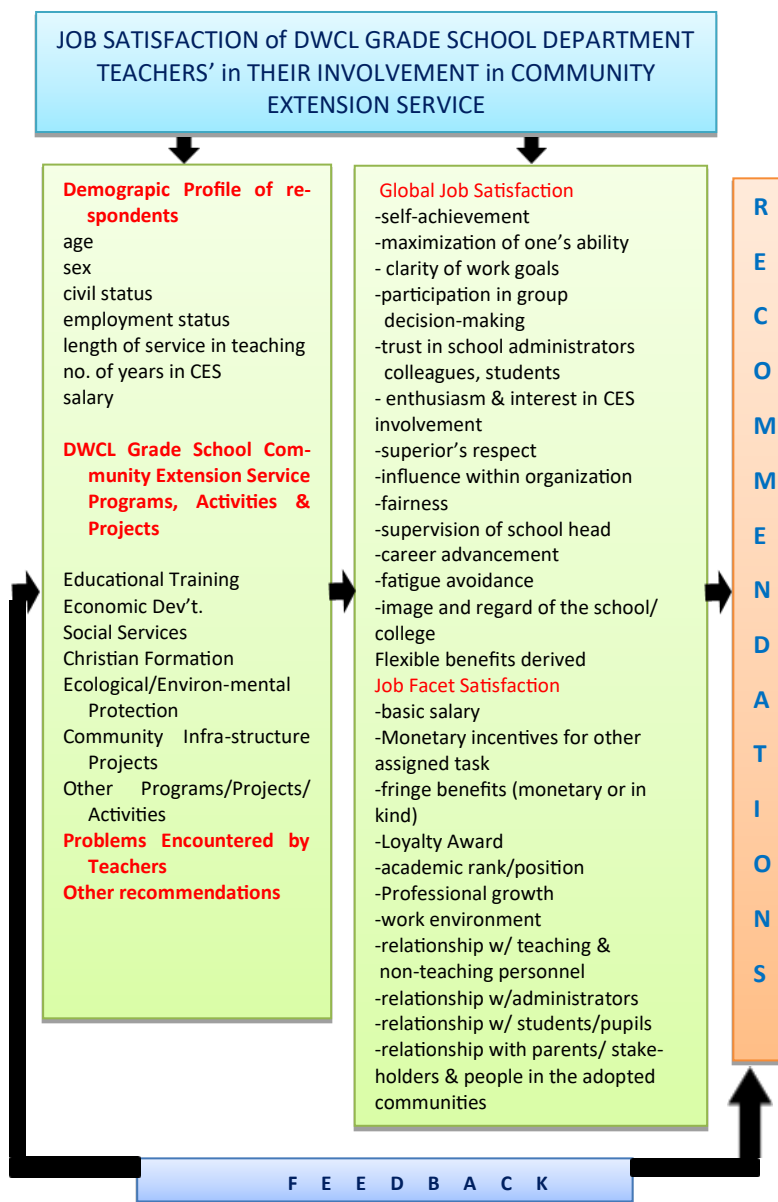 JOB SATISFACTION of DWCL GRADE SCHOOL DEPARTMENT
TEACHERS’ in THEIR INVOLVEMENT in COMMUNITY
EXTENSION SERVICE
Demograpic Profile of re-
spondents
age
sex
civil status
employment status
length of service in teaching
no. of years in CES
salary
DWCL Grade School Com-
munity Extension Service
Programs, Activities &
Projects
Educational Training
Economic Dev’t.
Social Services
Christian Formation
Ecological/Environ-mental
Protection
Community Infra-structure
Projects
Other Programs/Projects/
Activities
Problems Encountered by
Teachers
Other recommendations
Global Job Satisfaction
-self-achievement
-maximization of one’s ability
- clarity of work goals
-participation in group
decision-making
-trust in school administrators
colleagues, students
- enthusiasm & interest in CES
involvement
-superior’s respect
-influence within organization
-fairness
-supervision of school head
-career advancement
-fatigue avoidance
-image and regard of the school/
college
Flexible benefits derived
Job Facet Satisfaction
-basic salary
-Monetary incentives for other
assigned task
-fringe benefits (monetary or in
kind)
-Loyalty Award
-academic rank/position
-Professional growth
-work environment
-relationship w/ teaching &
non-teaching personnel
-relationship w/administrators
-relationship w/ students/pupils
-relationship with parents/ stake-
holders & people in the adopted
communities
R
E
C
O
M
M
E
N
D
A
T
I
O
N
S
F E E D B A C K